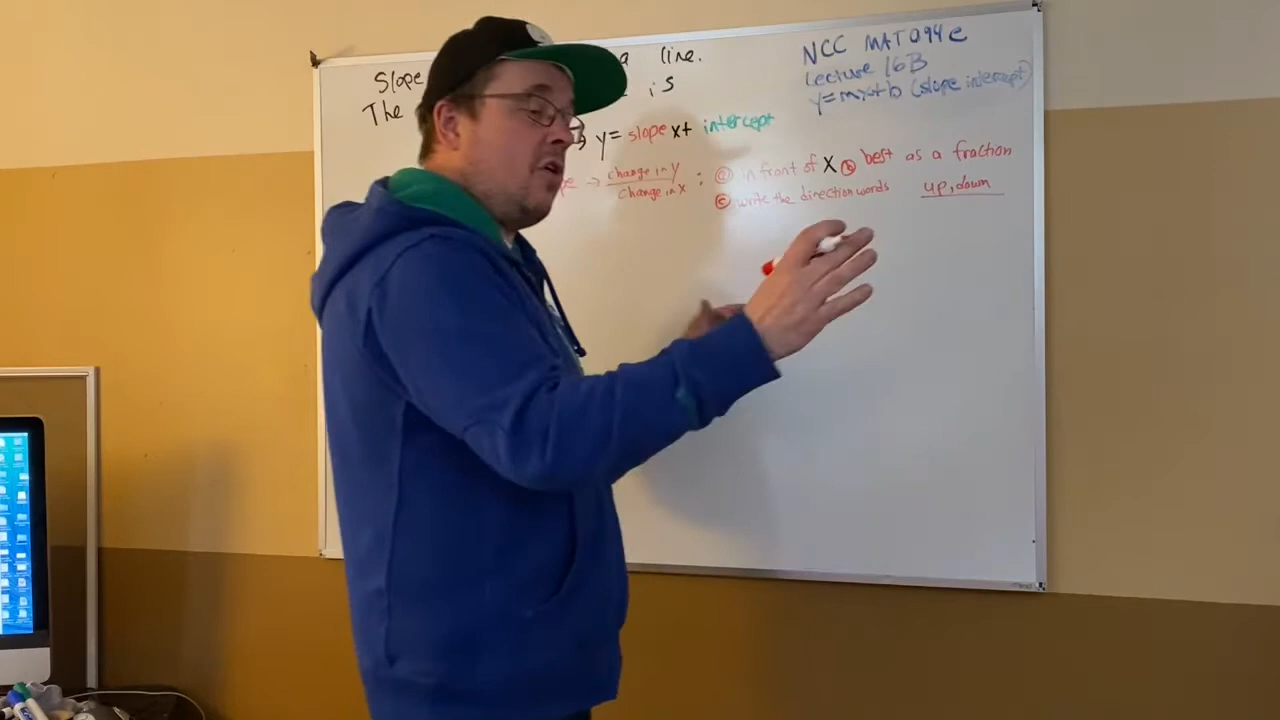 Slope a line.
The is
y= slope x+ intercept
change in y
change in x
: ⓐ in front of X ⓑ best as a fraction
ⓒ write the direction words up, down
NCC MAT094e
Lecture 16B
y=mx+b (slope intercept)